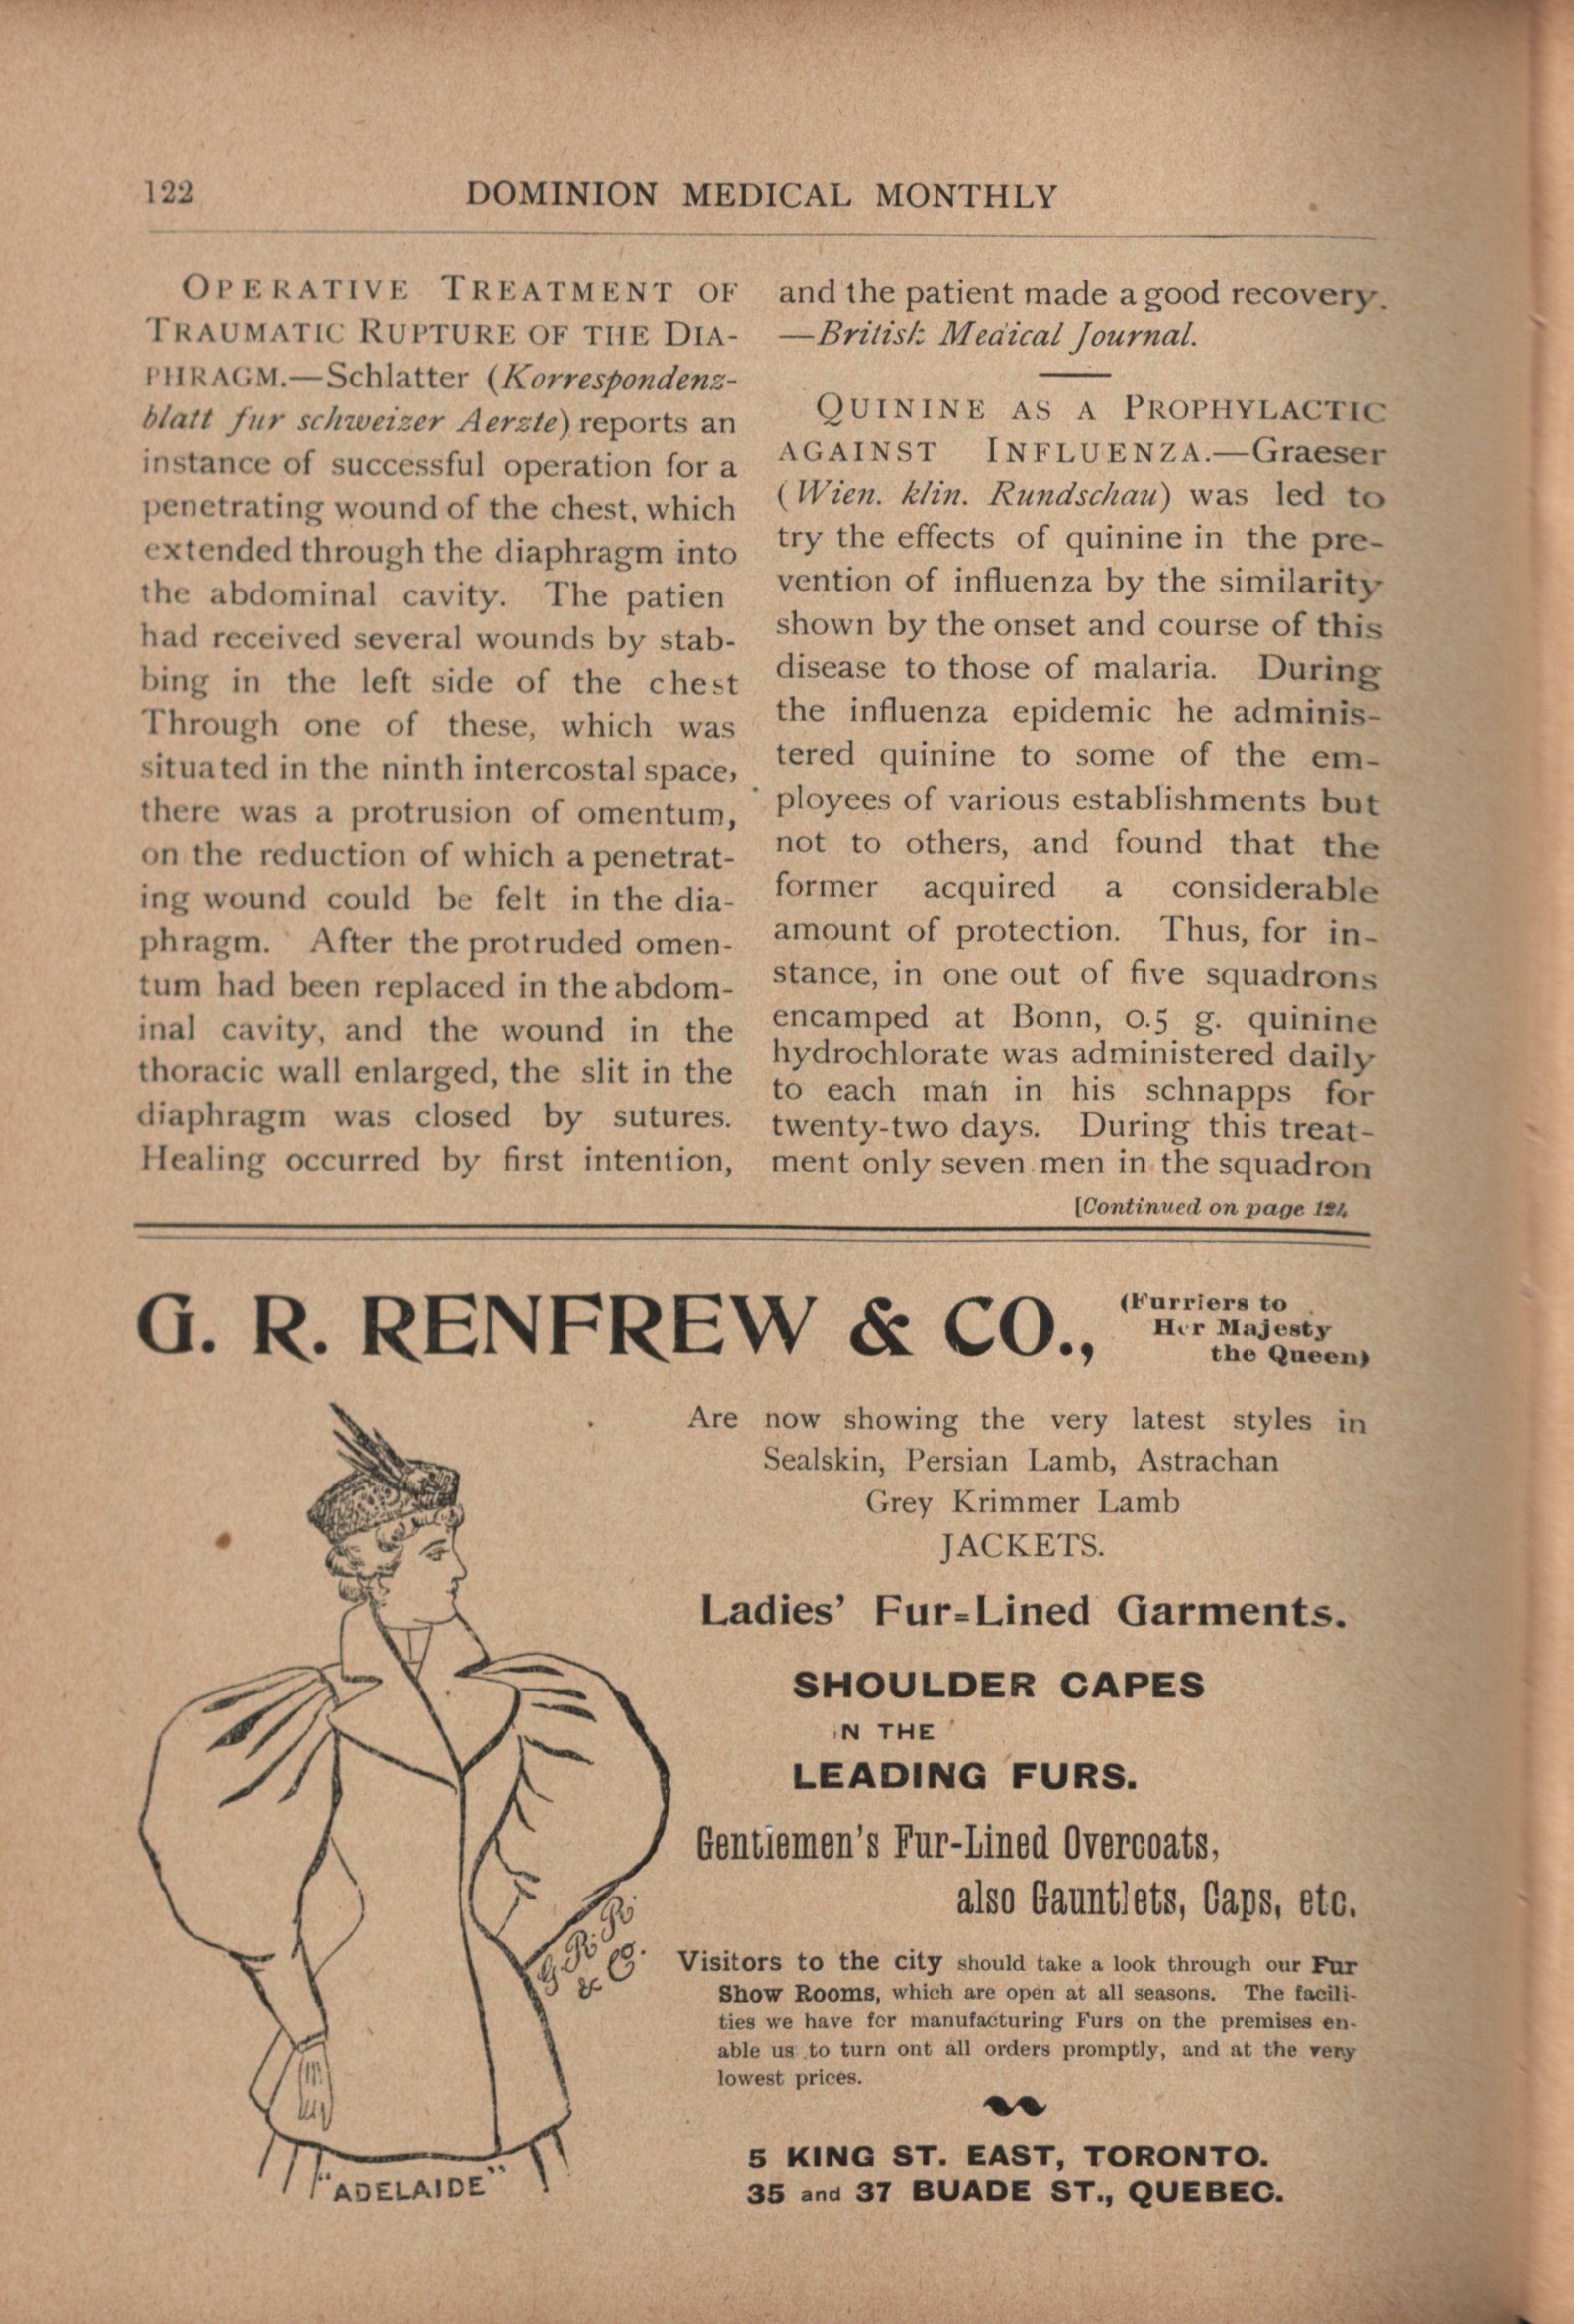 122
DOMINION MEDICAL MONTHLY
OPERATIVE TREATMENT OF
TRAUMATIC RUPTURE OF THE DIA-
PHRAGM.—Schlatter (Korrespondenz-
blatt fur schweizer Aerzte) reports an
instance of successful operation for a
penetrating wound of the chest, which
extended through the diaphragm into
the abdominal cavity. The patien
had received several wounds by stab-
bing in the left side of the chest
Through one of these, which was
situated in the ninth intercostal space,
there was a protrusion of omentum,
on the reduction of which a penetrat-
ing wound could be felt in the dia-
phragm. After the protruded omen-
tum had been replaced in the abdom-
inal cavity, and the wound in the
thoracic wall enlarged, the slit in the
diaphragm was closed by sutures.
Healing occurred by first intention,
and the patient made a good recovery.
—British Medical Journal.
QUININE AS A PROPHYLACTIC
AGAINST INFLUENZA.—Graeser
(Wien. klin. Rundschau) was led to
try the effects of quinine in the pre-
vention of influenza by the similarity
shown by the onset and course of this
disease to those of malaria. During
the influenza epidemic he adminis-
tered quinine to some of the em-
ployees of various establishments but
not to others, and found that the
former acquired a considerable
amount of protection. Thus, for in-
stance, in one out of five squadrons
encamped at Bonn, 0.5 g. quinine
hydrochlorate was administered daily
to each man in his schnapps for
twenty-two days. During this treat-
ment only seven men in the squadron
[Continued on page 124
G. R. RENFREW & CO.,
(Furriers to
Her Majesty
the Queen)
Are now showing the very latest styles in
Sealskin, Persian Lamb, Astrachan
Grey Krimmer Lamb
JACKETS.
Ladies' Fur-Lined Garments.
SHOULDER CAPES
IN THE
LEADING FURS.
Gentlemen's Fur-Lined Overcoats,
also Gauntlets, Caps, etc.
G R R
& Co.
Visitors to the city should take a look through our Fur
Show Rooms, which are open at all seasons. The facili-
ties we have for manufacturing Furs on the premises en-
able us to turn ont all orders promptly, and at the very
lowest prices.
5 KING ST. EAST, TORONTO.
35 and 37 BUADE ST., QUEBEC.
"ADELAIDE"